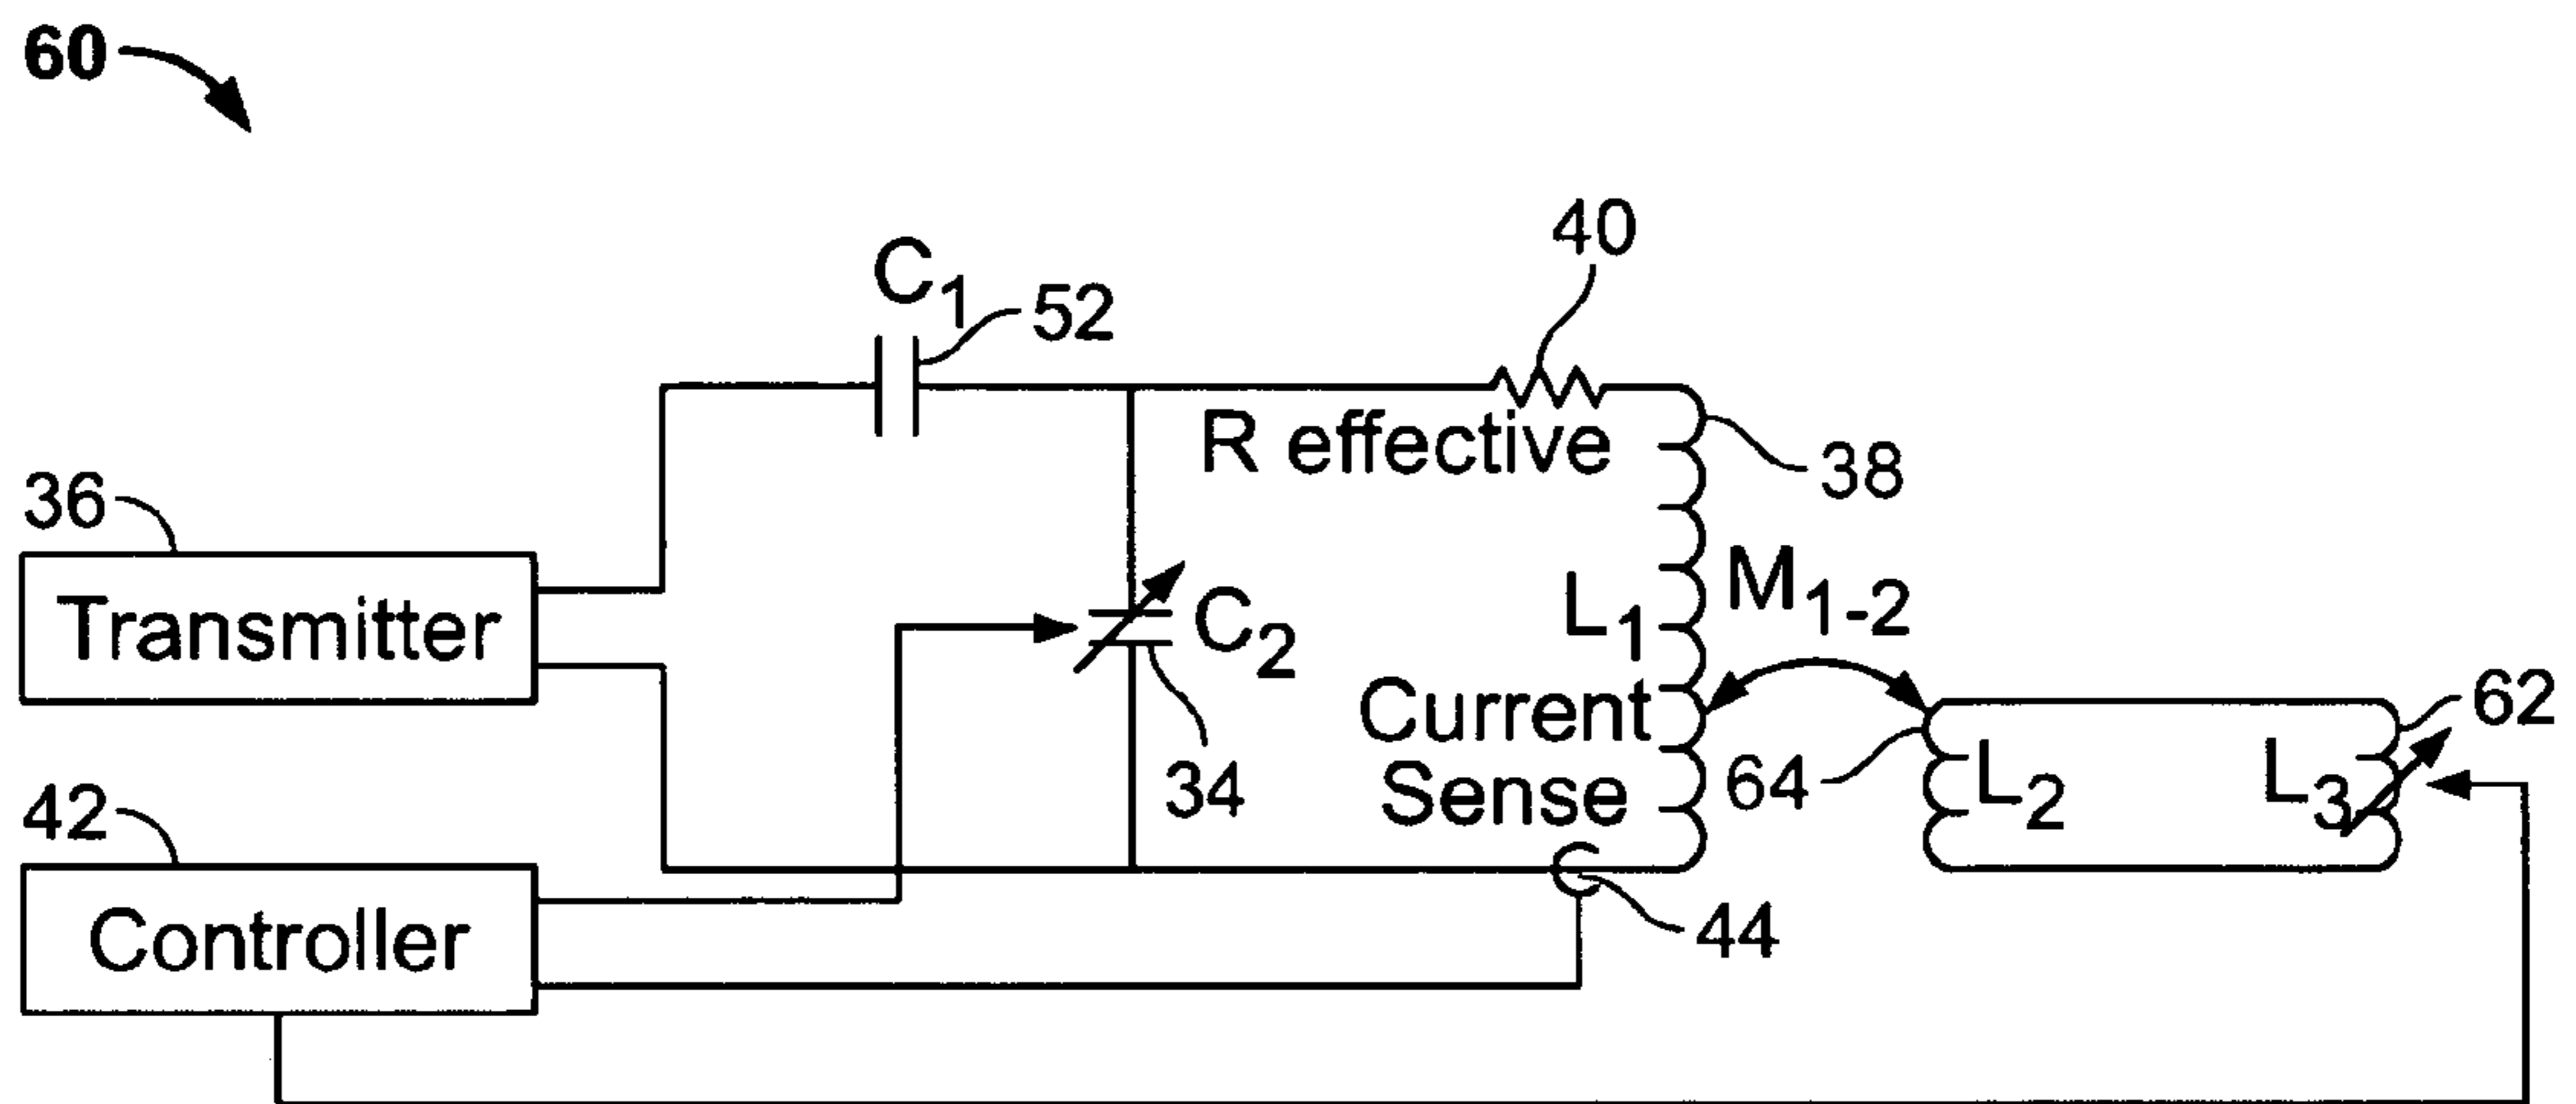 60
40
C1
52
R effective
38
36
Transmitter
M1-2
L1
C2
34
Current
Sense
62
64
L2
L3
42
Controller
44